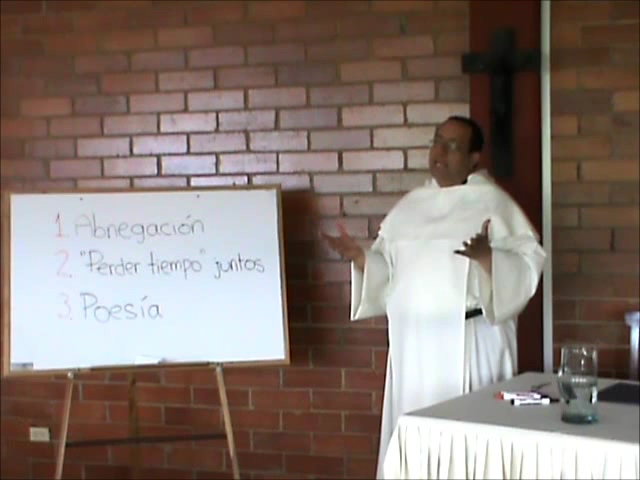 1. Abnegación
2. "Perder tiempo" juntos
3. Poesía